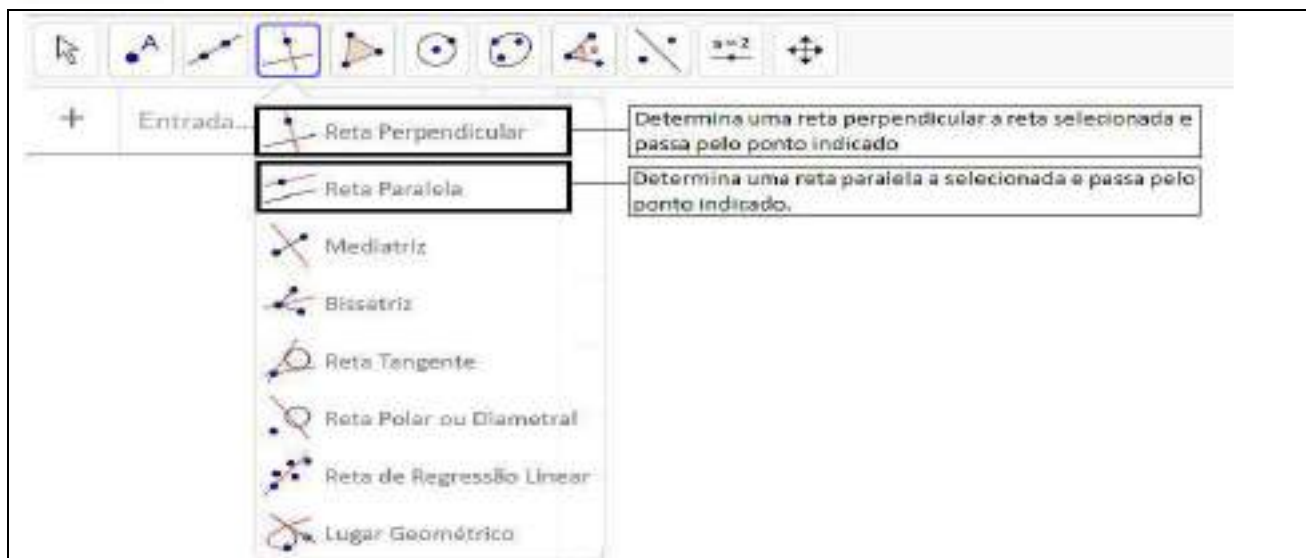 A
a=2
+ Entrada...
Reta Perpendicular
Determina uma reta perpendicular a reta selecionada e
passa pelo ponto indicado
Reta Paralela
Determina uma reta paralela a selecionada e passa pelo
ponto indicado.
Mediatriz
Bissetriz
Reta Tangente
Reta Polar ou Diametral
Reta de Regressão Linear
Lugar Geométrico